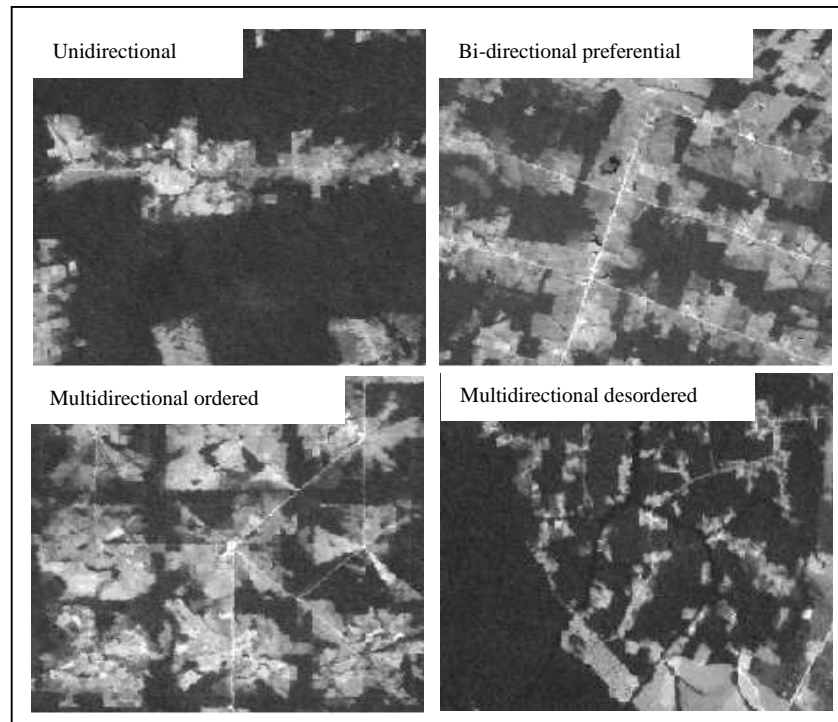 Unidirectional
Bi-directional preferential
Multidirectional ordered
Multidirectional desordered